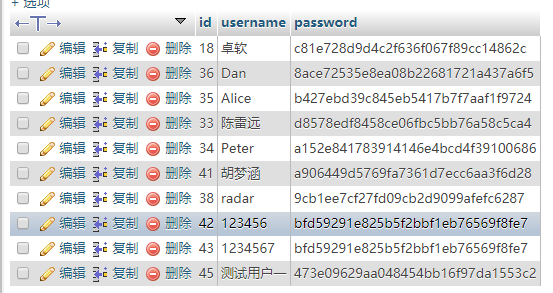 + 选项
←T→ id username password
编辑 复制 删除 18 卓软 c81e728d9d4c2f636f067f89cc14862c
编辑 复制 删除 36 Dan 8ace72535e8ea08b22681721a437a6f5
编辑 复制 删除 35 Alice b427ebd39c845eb5417b7f7aaf1f9724
编辑 复制 删除 33 陈雷远 d8578edf8458ce06fbc5bb76a58c5ca4
编辑 复制 删除 34 Peter a152e841783914146e4bcd4f39100686
编辑 复制 删除 41 胡梦涵 a906449d5769fa7361d7ecc6aa3f6d28
编辑 复制 删除 38 radar 9cb1ee7cf27fd09cb2d9099afefc6287
编辑 复制 删除 42 123456 bfd59291e825b5f2bbf1eb76569f8fe7
编辑 复制 删除 43 1234567 bfd59291e825b5f2bbf1eb76569f8fe7
编辑 复制 删除 45 测试用户一 473e09629aa048454bb16f97da1553c2